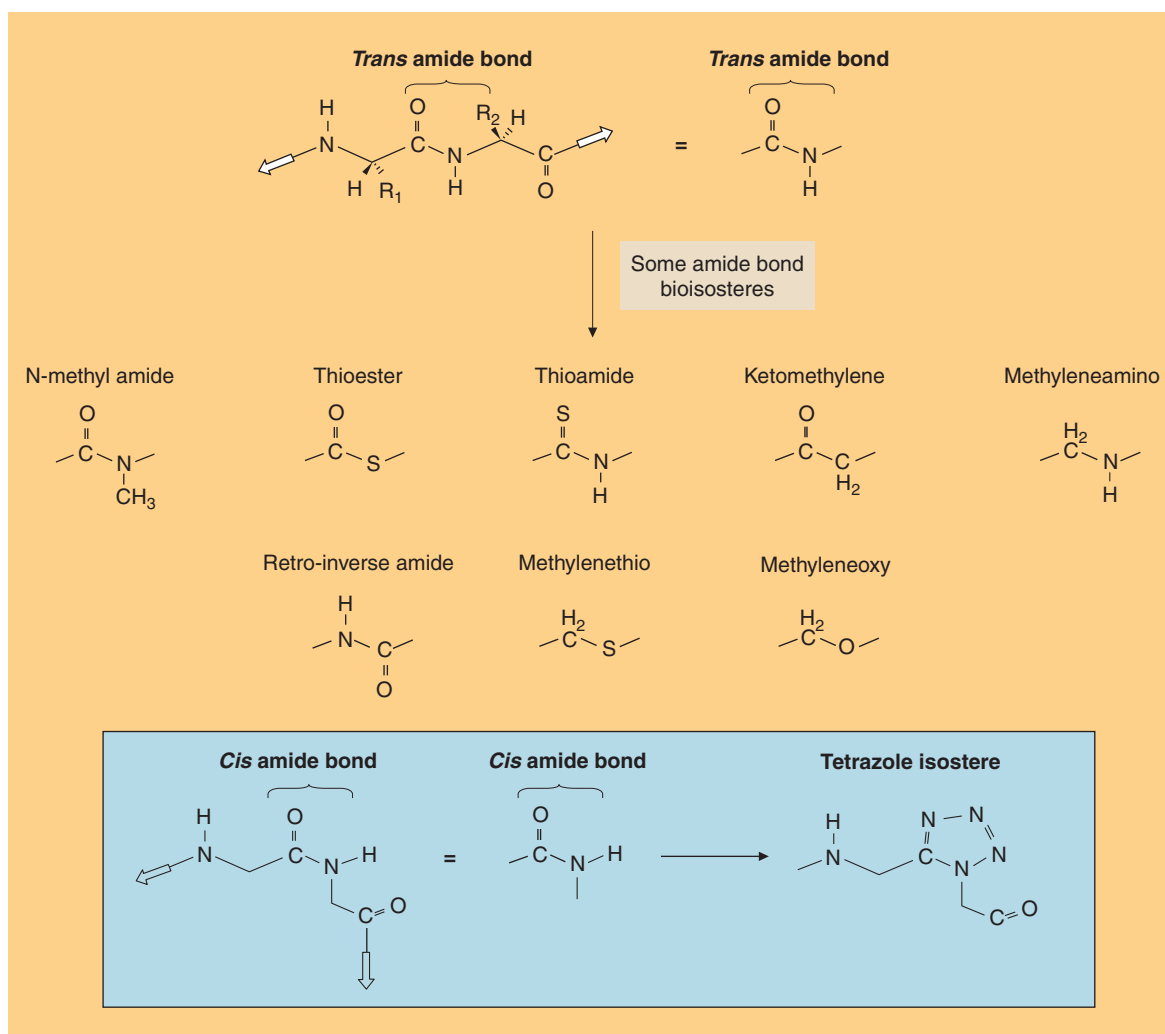 Trans amide bond
Trans amide bond
H
O
R2
H
O
N
C
N
C
=
C
N
H
R1
H
O
H
Some amide bond
bioisosteres
N-methyl amide
Thioester
Thioamide
Ketomethylene
Methyleneamino
O
O
S
O
H2
C
N
C
S
C
N
C
C
C
N
CH3
H
H2
H
Retro-inverse amide
Methylenethio
Methyleneoxy
H
H2
H2
N
C
C
S
C
O
O
Cis amide bond
Cis amide bond
Tetrazole isostere
H
O
O
H
N
N
N
C
H
=
C
H
N
C
N
N
N
N
C
O
C
O